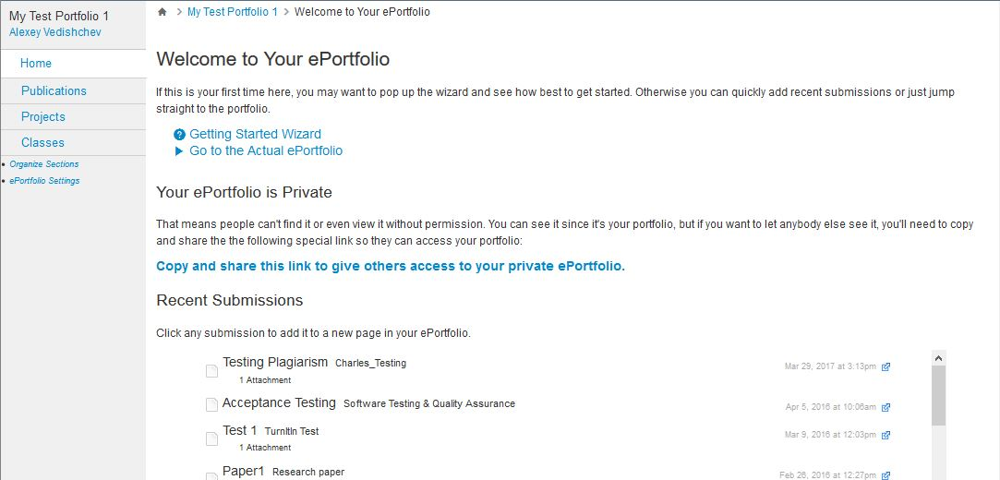 My Test Portfolio 1
Alexey Vedishchev
Home
Publications
Projects
Classes
Organize Sections
ePortfolio Settings
My Test Portfolio 1 > Welcome to Your ePortfolio
Welcome to Your ePortfolio
If this is your first time here, you may want to pop up the wizard and see how best to get started. Otherwise you can quickly add recent submissions or just jump
straight to the portfolio.
Getting Started Wizard
Go to the Actual ePortfolio
Your ePortfolio is Private
That means people can't find it or even view it without permission. You can see it since it's your portfolio, but if you want to let anybody else see it, you'll need to copy
and share the the following special link so they can access your portfolio:
Copy and share this link to give others access to your private ePortfolio.
Recent Submissions
Click any submission to add it to a new page in your ePortfolio.
Testing Plagiarism Charles_Testing Mar 29, 2017 at 3:13pm
1 Attachment
Acceptance Testing Software Testing & Quality Assurance Apr 5, 2016 at 10:06am
Test 1 TurnItIn Test Mar 9, 2016 at 12:03pm
1 Attachment
Paper1 Research paper Feb 26, 2016 at 12:27pm